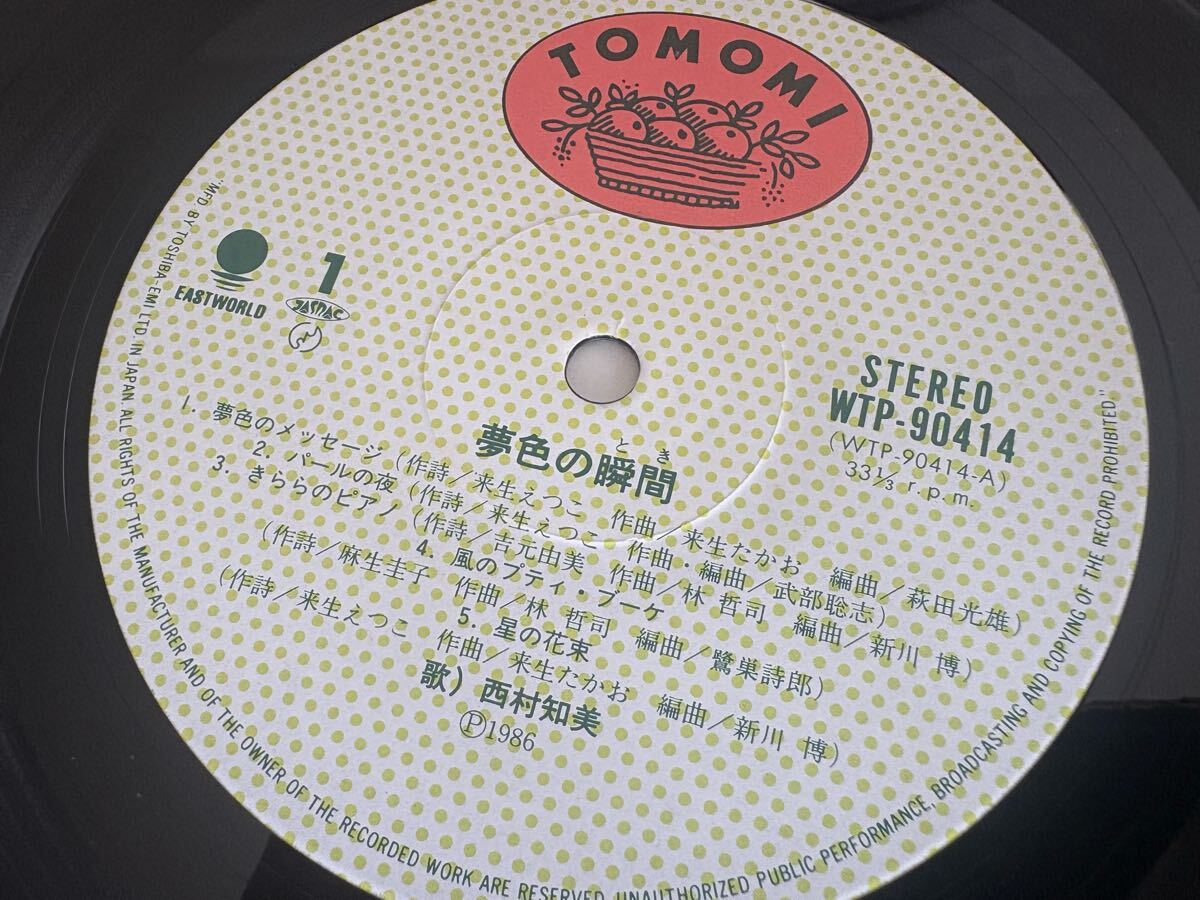 TOMOMI
EASTWORLD
1
JASRAC
STEREO
WTP-90414
(WTP-90414-A)
33 1/3 r.p.m.
とき
夢色の瞬間
1. 夢色のメッセージ (作詩/来生えつこ 作曲/来生たかお 編曲/萩田光雄)
2. パールの夜 (作詩/来生えつこ 作曲・編曲/武部聡志)
3. きららのピアノ (作詩/吉元由美 作曲/林 哲司 編曲/新川 博)
4. 風のプティ・ブーケ
(作詩/麻生圭子 作曲/林 哲司 編曲/鷺巣詩郎)
5. 星の花束
(作詩/来生えつこ 作曲/来生たかお 編曲/新川 博)
歌) 西村知美
Ⓟ1986
"MFD. BY TOSHIBA-EMI LTD. IN JAPAN ALL RIGHTS OF THE MANUFACTURER AND OF THE OWNER OF THE RECORDED WORK ARE RESERVED. UNAUTHORIZED PUBLIC PERFORMANCE, BROADCASTING AND COPYING OF THE RECORD PROHIBITED."